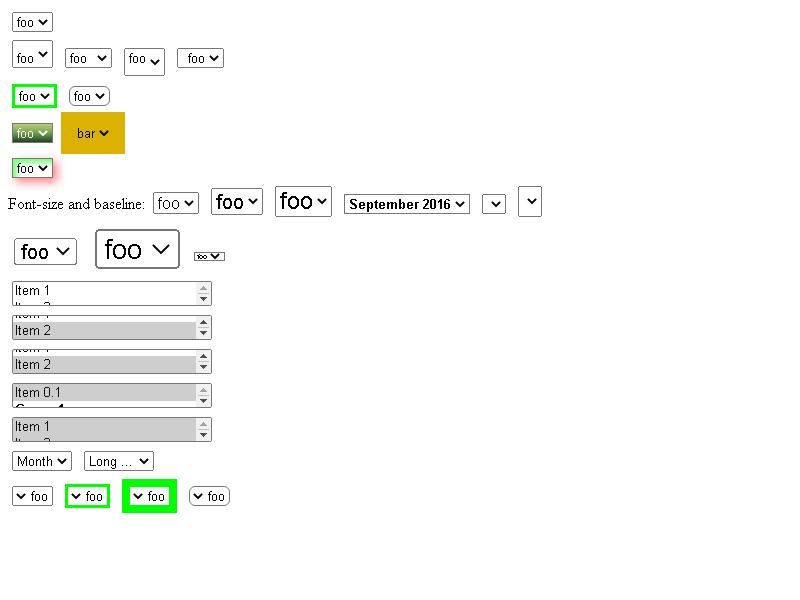 foo
foo foo foo foo
foo foo
foo bar
foo
Font-size and baseline: foo foo foo September 2016
foo foo foo
Item 1
Item 2
Item 2
Item 0.1
Item 1
Month Long ...
foo foo foo foo